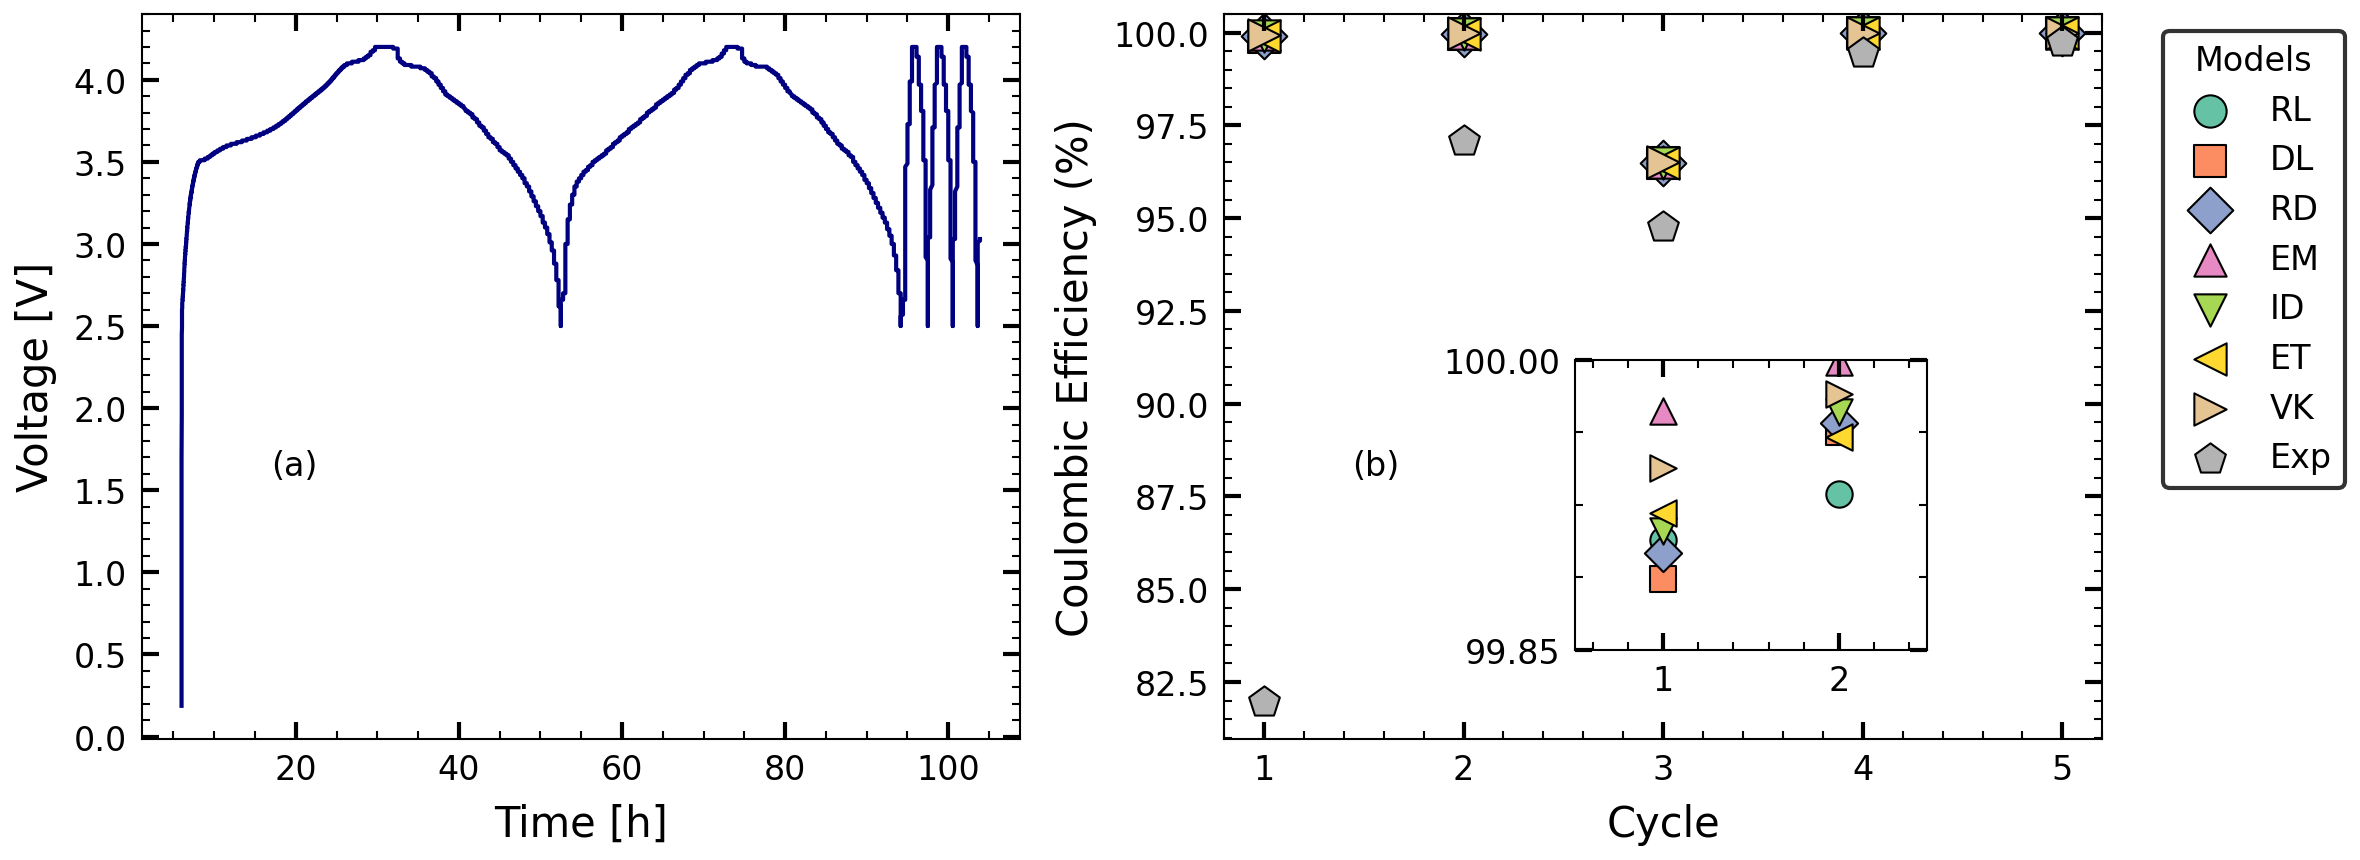 4.0
3.5
3.0
2.5
2.0
1.5
1.0
0.5
0.0
Voltage [V]
(a)
20 40 60 80 100
Time [h]
100.0
97.5
95.0
92.5
90.0
87.5
85.0
82.5
Coulombic Efficiency (%)
(b)
100.00
99.85
1 2
1 2 3 4 5
Cycle
Models
RL
DL
RD
EM
ID
ET
VK
Exp